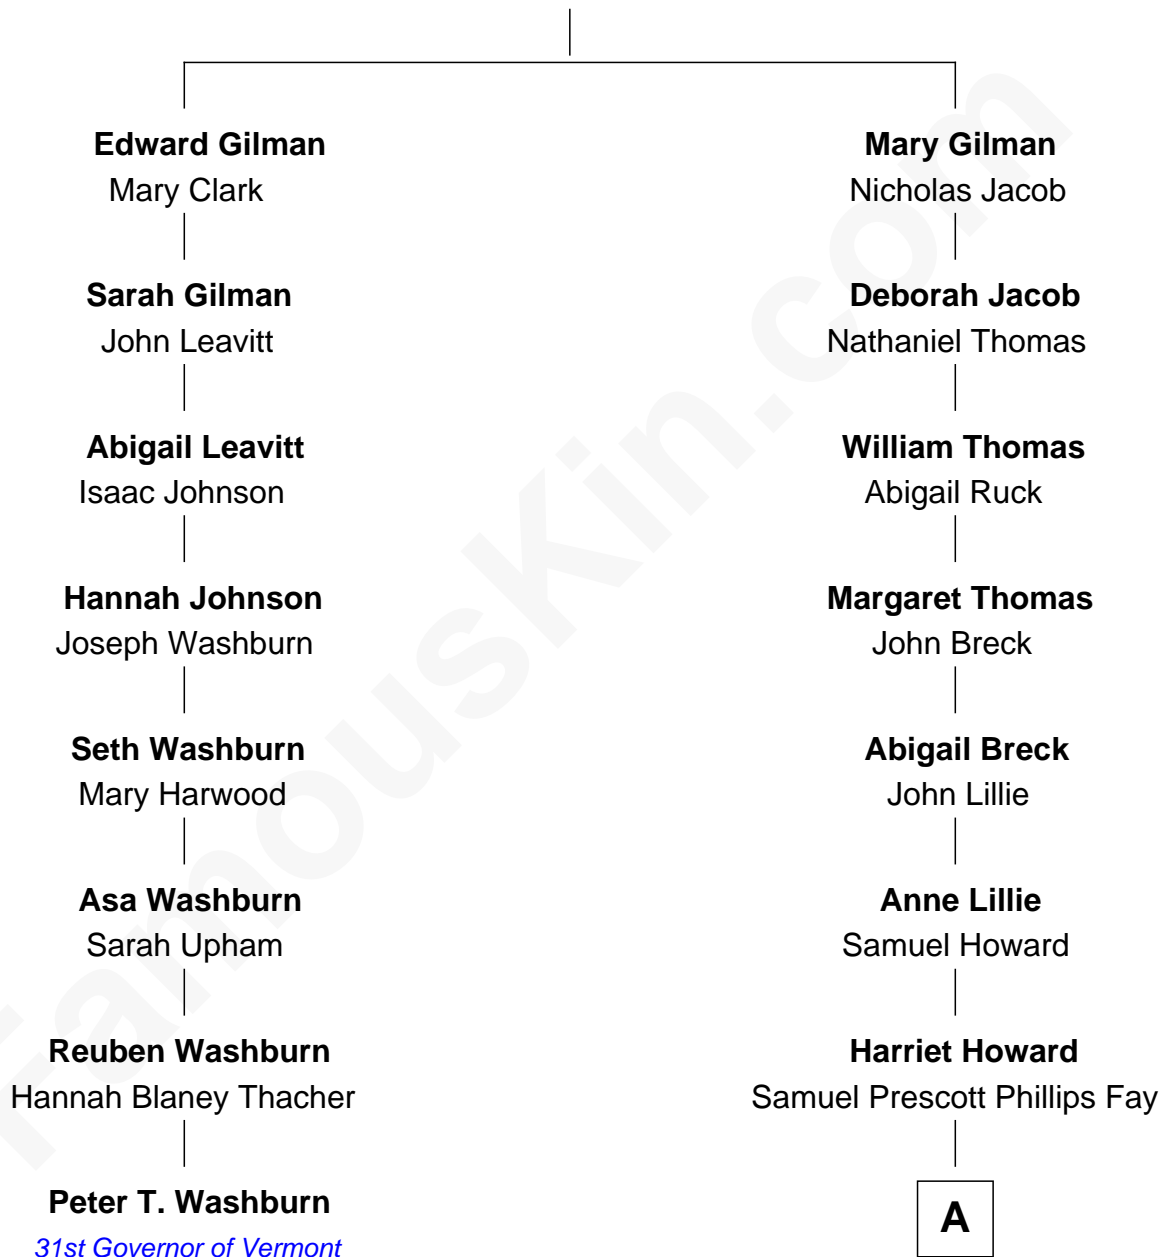 Edward Gilman
Mary Clark
Sarah Gilman
John Leavitt
Abigail Leavitt
Isaac Johnson
Hannah Johnson
Joseph Washburn
Seth Washburn
Mary Harwood
Asa Washburn
Sarah Upham
Reuben Washburn
Hannah Blaney Thacher
Peter T. Washburn
31st Governor of Vermont
Mary Gilman
Nicholas Jacob
Deborah Jacob
Nathaniel Thomas
William Thomas
Abigail Ruck
Margaret Thomas
John Breck
Abigail Breck
John Lillie
Anne Lillie
Samuel Howard
Harriet Howard
Samuel Prescott Phillips Fay
A
FamousKin.com